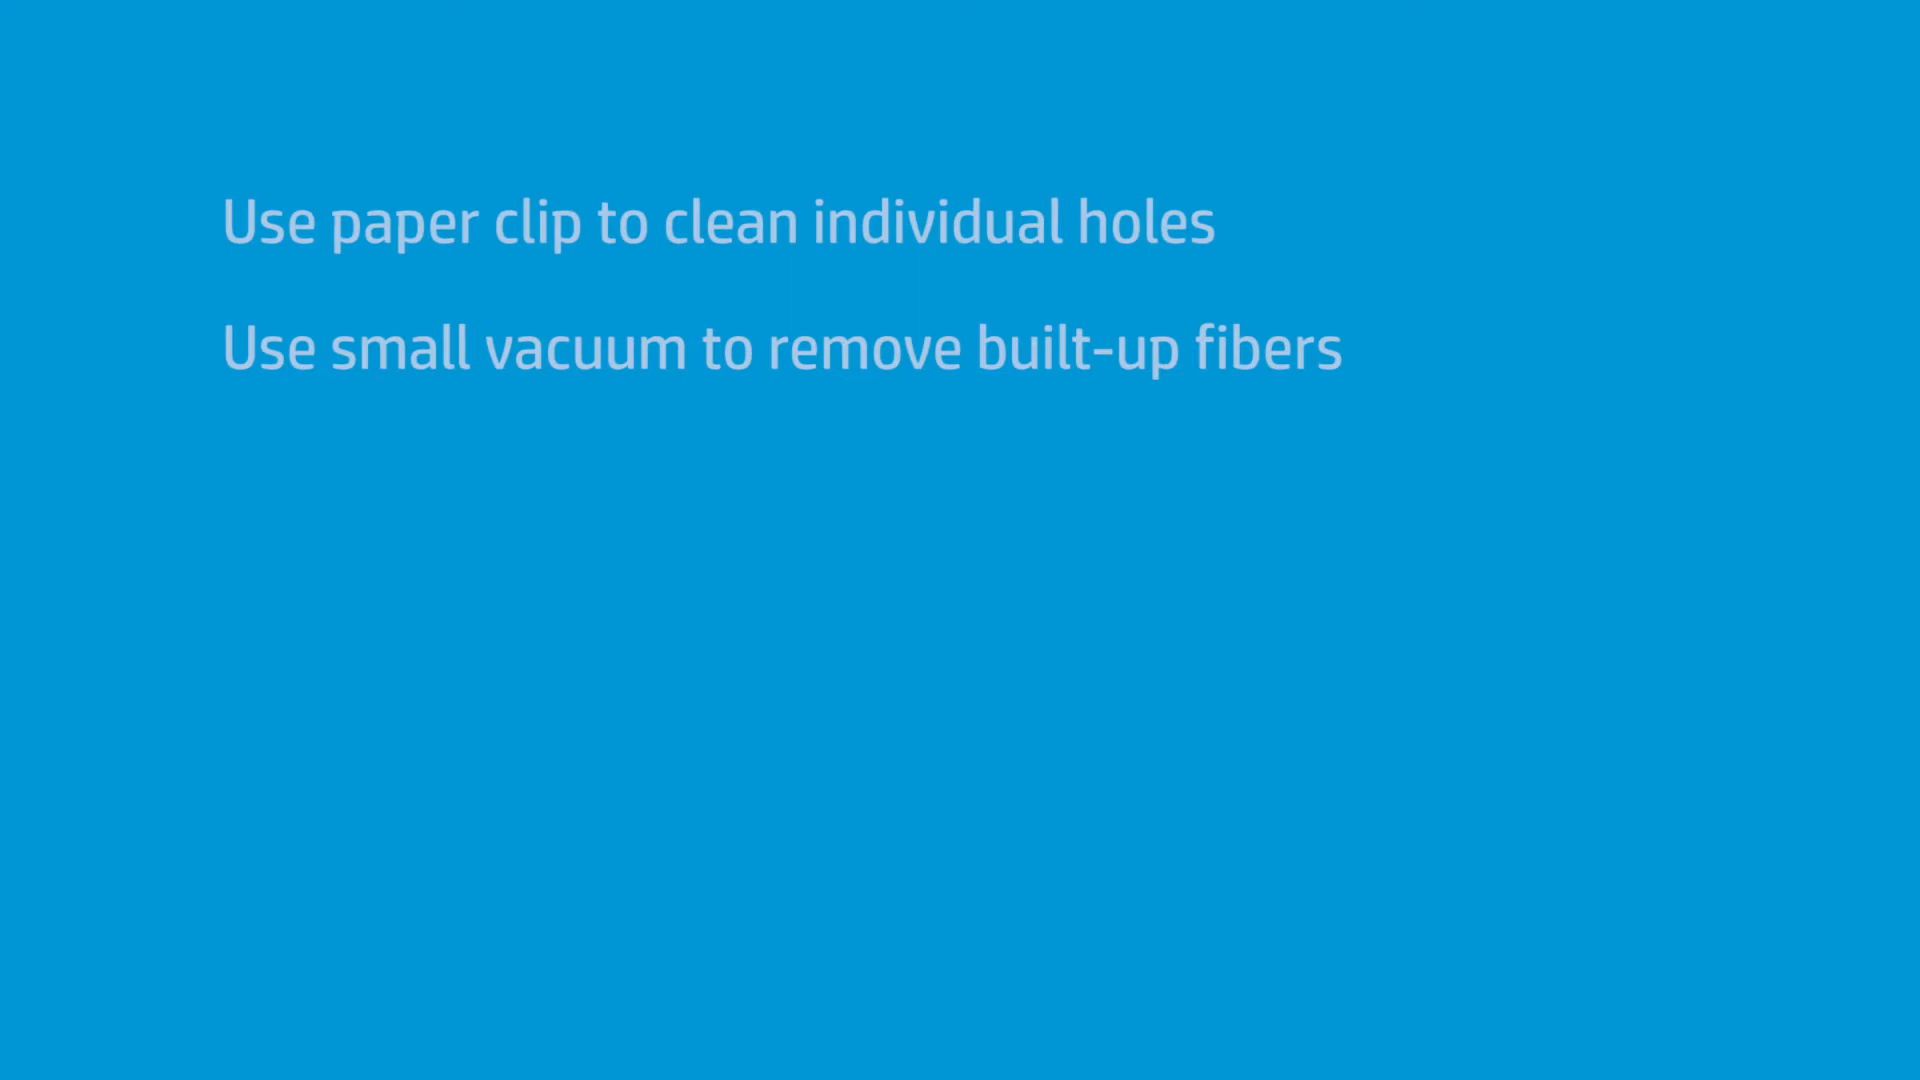 Use paper clip to clean individual holes
Use small vacuum to remove built-up fibers